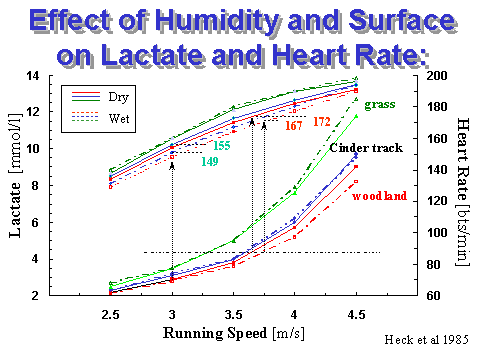 Effect of Humidity and Surface
on Lactate and Heart Rate:
14
12
10
8
6
4
2
Lactate [mmol/l]
Dry
Wet
155
149
167
172
grass
Cinder track
woodland
200
180
160
140
120
100
80
60
Heart Rate [bts/min]
2.5
3
3.5
4
4.5
Running Speed [m/s]
Heck et al 1985